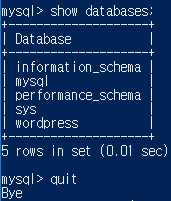 mysql> show databases;
+--------------------+
| Database           |
+--------------------+
| information_schema |
| mysql              |
| performance_schema |
| sys                |
| wordpress          |
+--------------------+
5 rows in set (0.01 sec)
mysql> quit
Bye